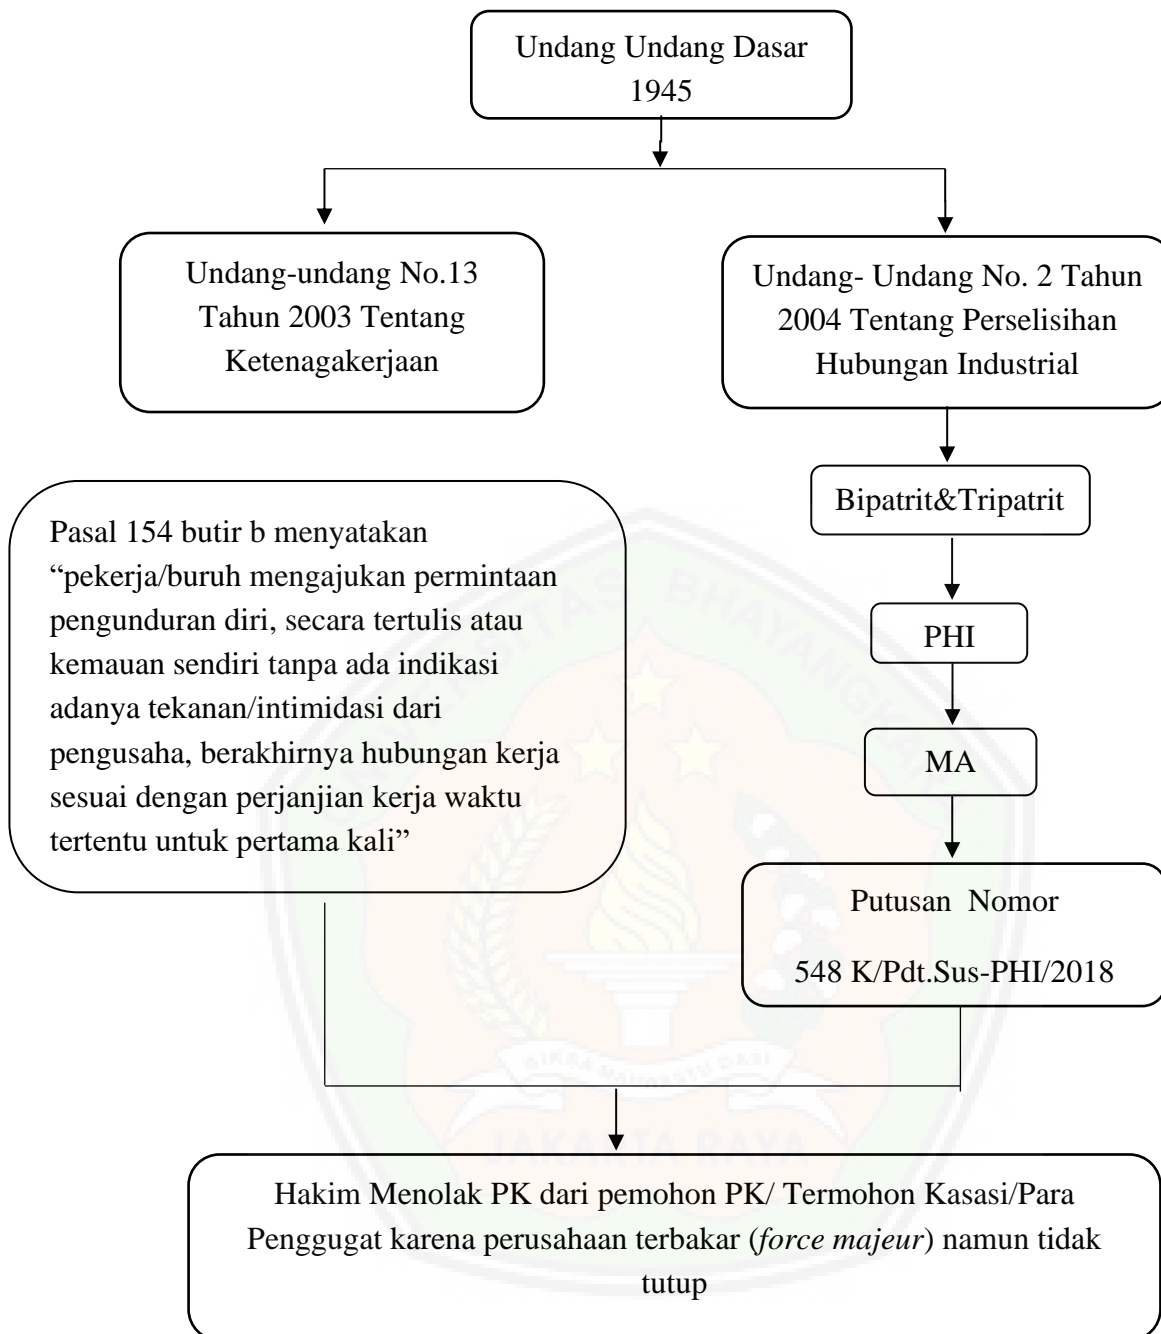 Undang Undang Dasar
1945
Undang-undang No.13
Tahun 2003 Tentang
Ketenagakerjaan
Undang- Undang No. 2 Tahun
2004 Tentang Perselisihan
Hubungan Industrial
Bipatrit&Tripatrit
Pasal 154 butir b menyatakan
“pekerja/buruh mengajukan permintaan
pengunduran diri, secara tertulis atau
kemauan sendiri tanpa ada indikasi
adanya tekanan/intimidasi dari
pengusaha, berakhirnya hubungan kerja
sesuai dengan perjanjian kerja waktu
tertentu untuk pertama kali”
PHI
MA
Putusan Nomor
548 K/Pdt.Sus-PHI/2018
Hakim Menolak PK dari pemohon PK/ Termohon Kasasi/Para
Penggugat karena perusahaan terbakar (force majeur) namun tidak
tutup
JAKARTA RAYA